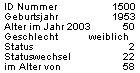 ID Nummer 1500
Geburtsjahr 1953
Alter im Jahr 2003 50
Geschlecht weiblich
Status 2
Statuswechsel 22
im Alter von 58